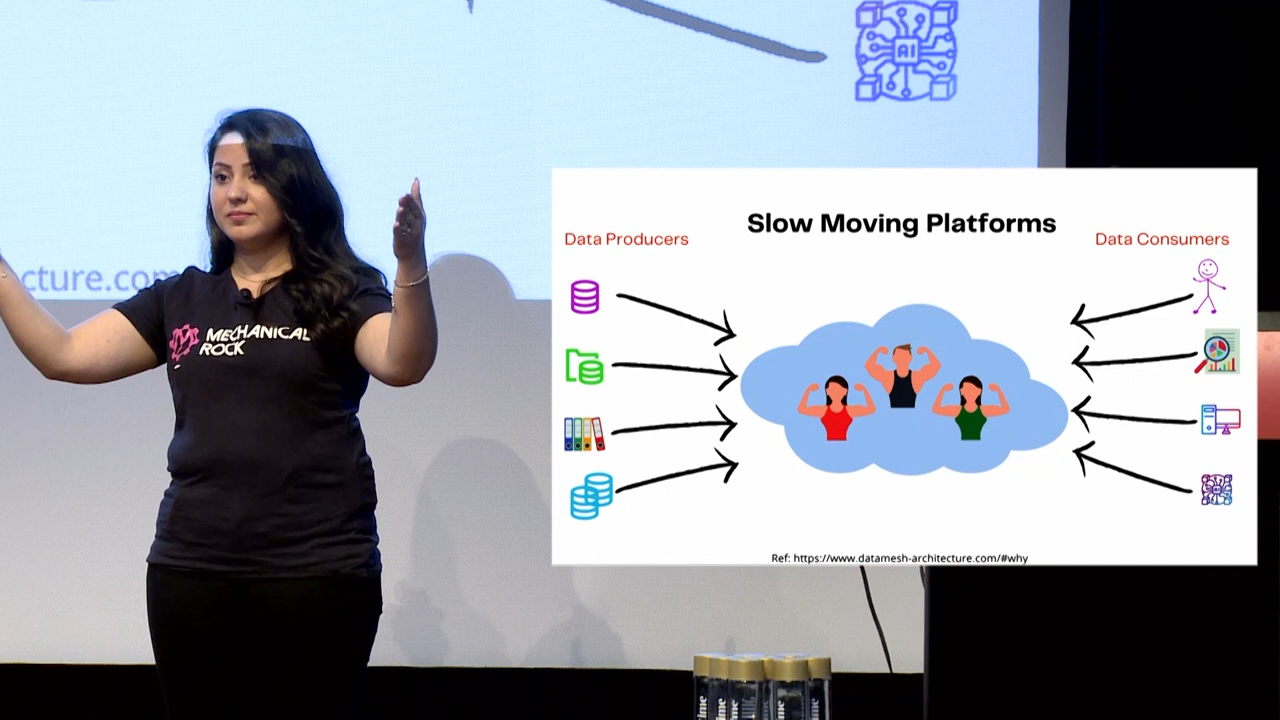 AI
cture.com
MECHANICAL
ROCK
Slow Moving Platforms
Data Producers
Data Consumers
Ref: https://www.datamesh-architecture.com/#why